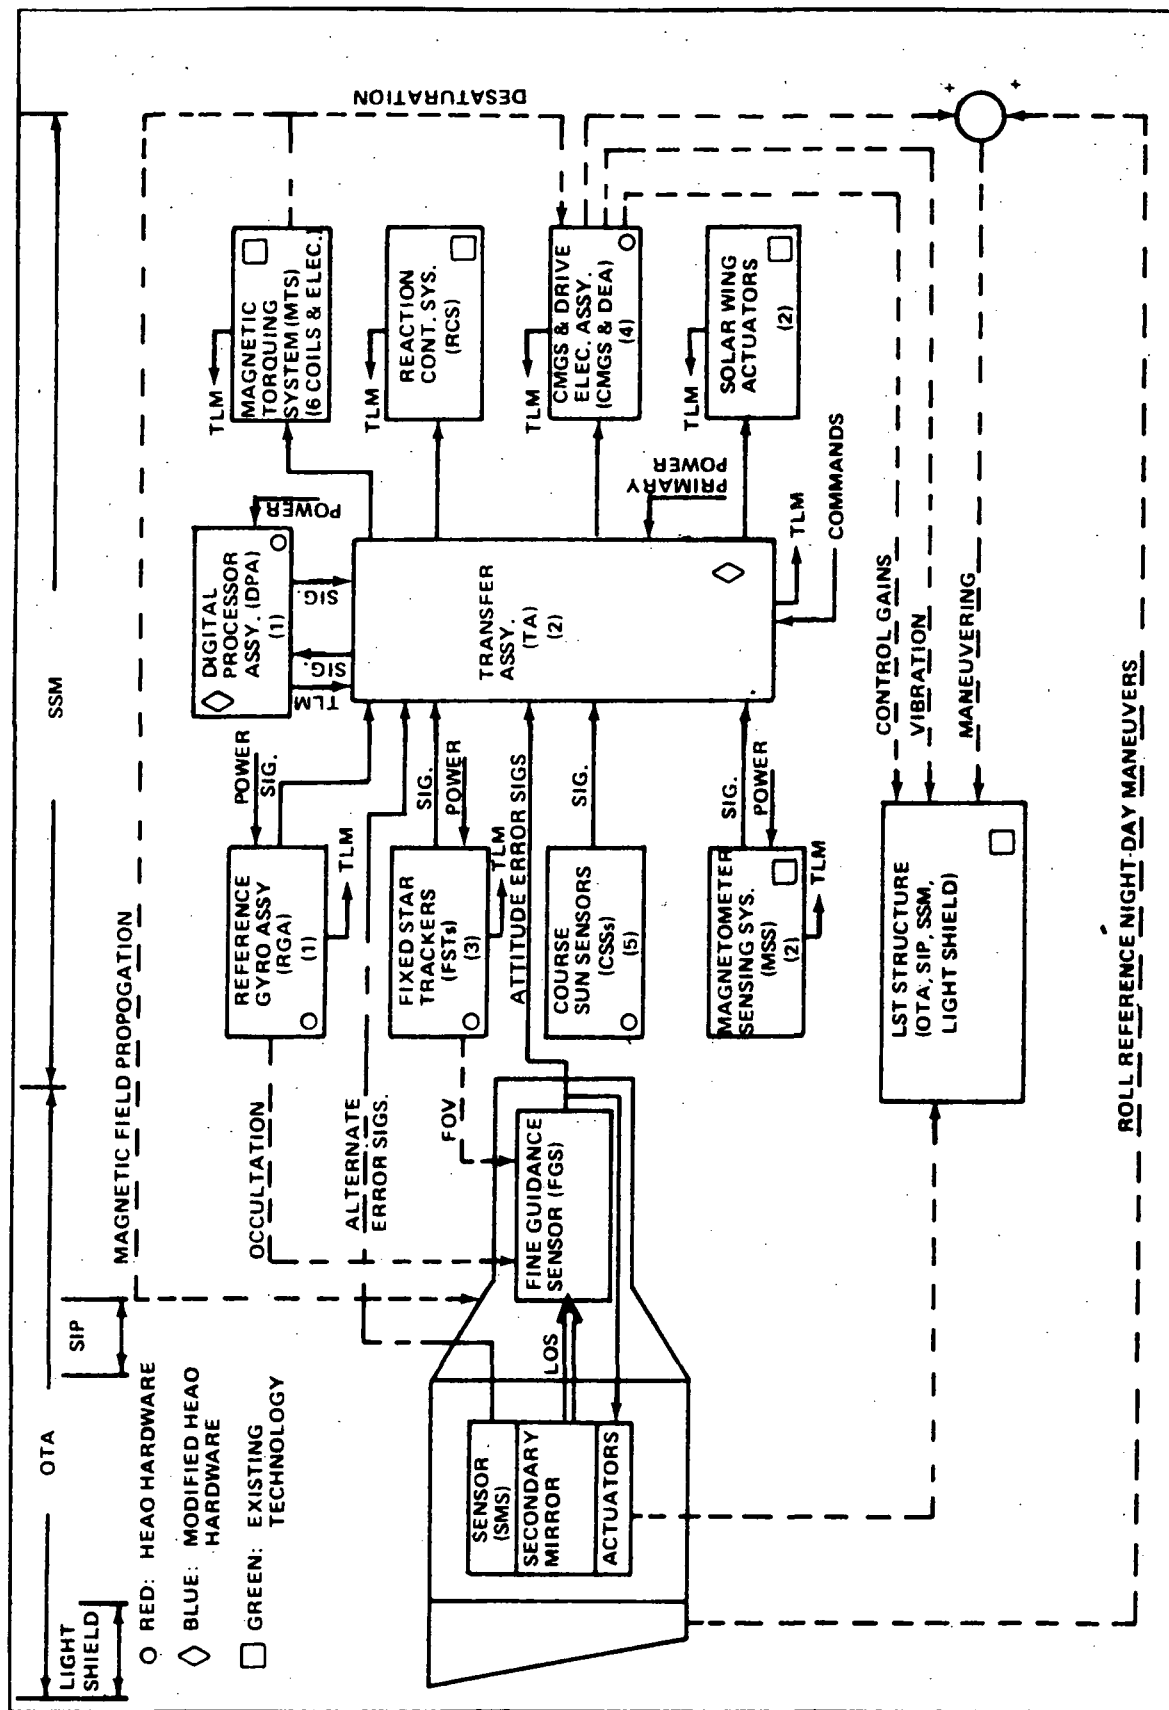 LIGHT
SHIELD
OTA
SIP
SSM
○ RED: HEAO HARDWARE
◇ BLUE: MODIFIED HEAO
HARDWARE
□ GREEN: EXISTING
TECHNOLOGY
MAGNETIC FIELD PROPOGATION
DESATURATION
OCCULTATION
ALTERNATE
ERROR SIGS.
FOV
ATTITUDE ERROR SIGS
SENSOR
(SMS)
SECONDARY
MIRROR
ACTUATORS
LOS
FINE GUIDANCE
SENSOR (FGS)
REFERENCE
GYRO ASSY
(RGA)
(1)
POWER
SIG.
TLM
FIXED STAR
TRACKERS
(FSTs)
(3)
SIG.
POWER
TLM
COURSE
SUN SENSORS
(CSSs)
(5)
SIG.
MAGNETOMETER
SENSING SYS.
(MSS)
(2)
SIG.
POWER
TLM
DIGITAL
PROCESSOR
ASSY. (DPA)
(1)
POWER
TLM
SIG.
SIG.
TRANSFER
ASSY.
(TA)
(2)
PRIMARY
POWER
TLM
COMMANDS
TLM
MAGNETIC
TORQUING
SYSTEM (MTS)
(6 COILS & ELEC.)
TLM
REACTION
CONT. SYS.
(RCS)
TLM
CMGS & DRIVE
ELEC. ASSY.
(CMGS & DEA)
(4)
TLM
SOLAR WING
ACTUATORS
(2)
CONTROL GAINS
VIBRATION
MANEUVERING
+
+
LST STRUCTURE
(OTA, SIP, SSM,
LIGHT SHIELD)
ROLL REFERENCE NIGHT-DAY MANEUVERS